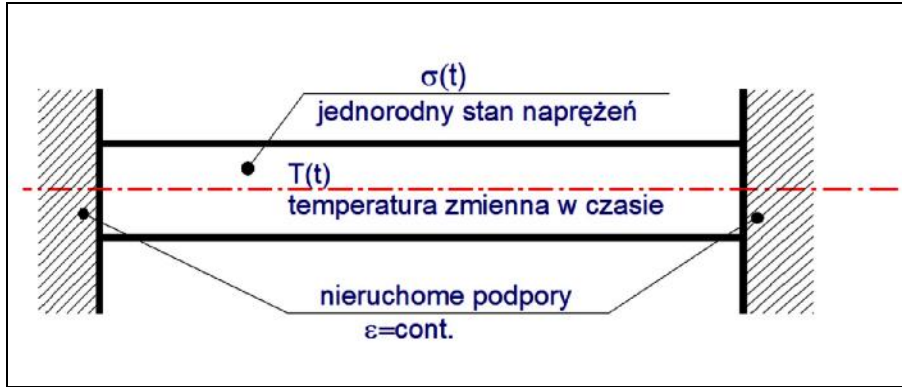 σ(t)
jednorodny stan naprężeń
T(t)
temperatura zmienna w czasie
nieruchome podpory
ε=cont.